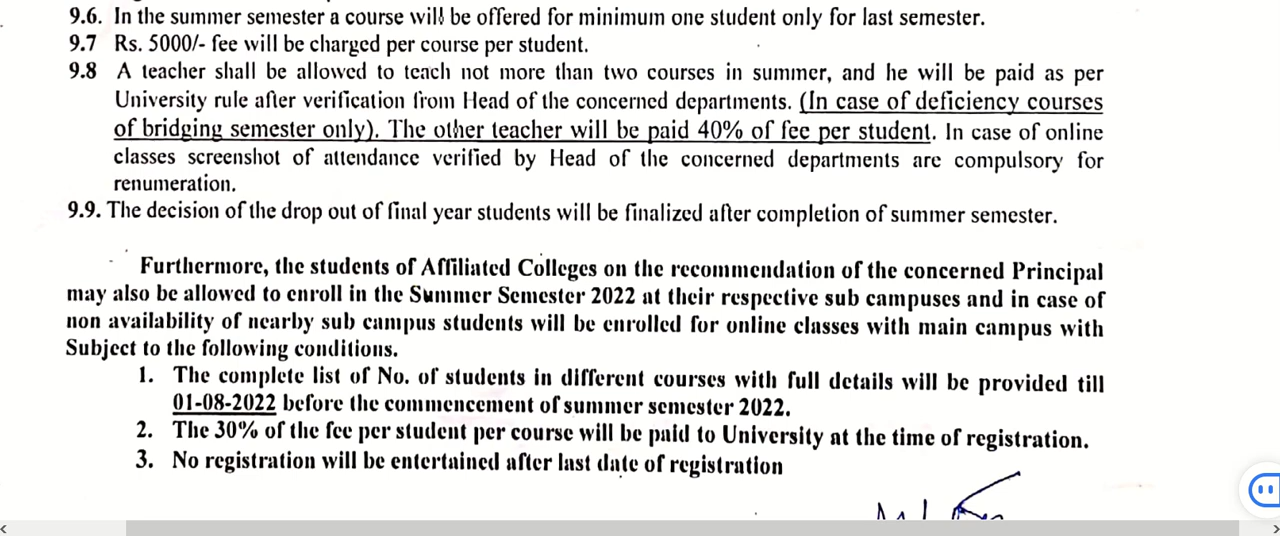 9.6. In the summer semester a course will be offered for minimum one student only for last semester.
9.7 Rs. 5000/- fee will be charged per course per student.
9.8 A teacher shall be allowed to teach not more than two courses in summer, and he will be paid as per
University rule after verification from Head of the concerned departments. (In case of deficiency courses
of bridging semester only). The other teacher will be paid 40% of fee per student. In case of online
classes screenshot of attendance verified by Head of the concerned departments are compulsory for
renumeration.
9.9. The decision of the drop out of final year students will be finalized after completion of summer semester.
Furthermore, the students of Affiliated Colleges on the recommendation of the concerned Principal
may also be allowed to enroll in the Summer Semester 2022 at their respective sub campuses and in case of
non availability of nearby sub campus students will be enrolled for online classes with main campus with
Subject to the following conditions.
1. The complete list of No. of students in different courses with full details will be provided till
01-08-2022 before the commencement of summer semester 2022.
2. The 30% of the fee per student per course will be paid to University at the time of registration.
3. No registration will be entertained after last date of registration